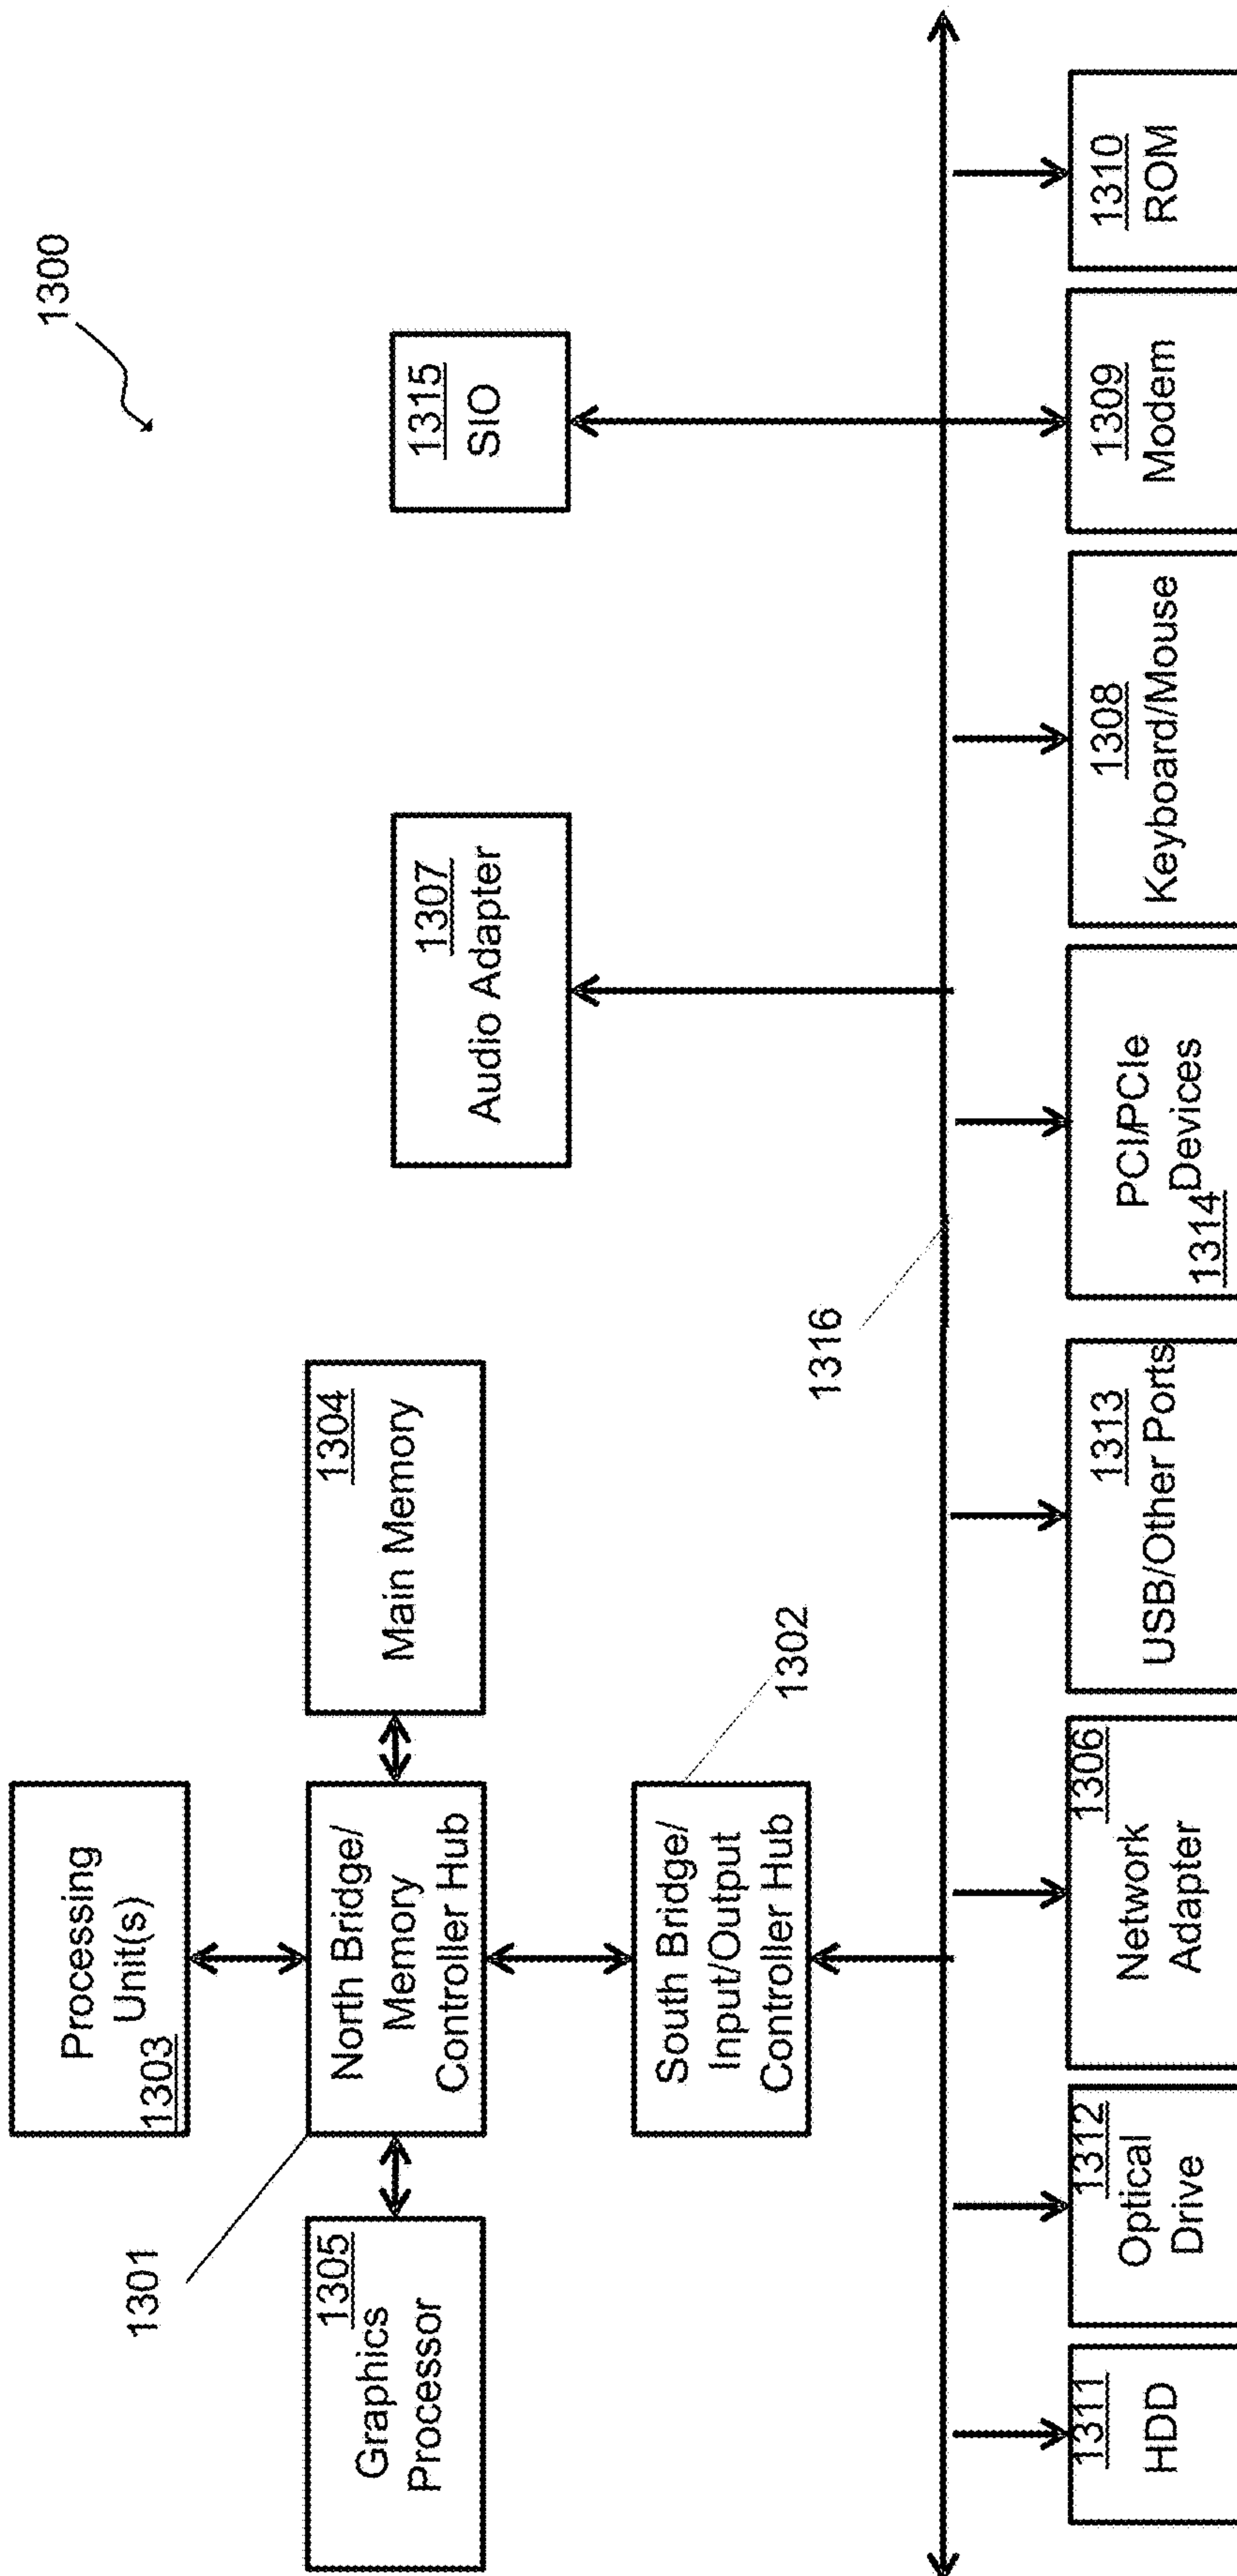 1300
Processing
Unit(s)
1303
1301
1305
Graphics
Processor
North Bridge/
Memory
Controller Hub
1304
Main Memory
1307
Audio Adapter
1315
SIO
South Bridge/
Input/Output
Controller Hub
1302
1316
1311
HDD
1312
Optical
Drive
1306
Network
Adapter
1313
USB/Other Ports
PCI/PCIe
Devices
1314
1308
Keyboard/Mouse
1309
Modem
1310
ROM